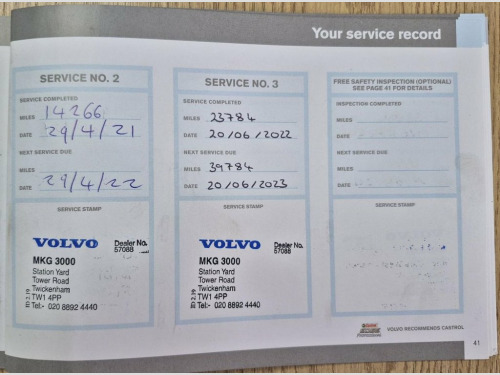 Your service record
SERVICE NO. 2
SERVICE COMPLETED
MILES 14266
DATE 29/4/21
NEXT SERVICE DUE
MILES
DATE 29/4/22
SERVICE STAMP
VOLVO Dealer No.
57088
MKG 3000
Station Yard
Tower Road
Twickenham
TW1 4PP
Tel:- 020 8892 4440
SERVICE NO. 3
SERVICE COMPLETED
MILES 23784
DATE 20/06/2022
NEXT SERVICE DUE
MILES 39784
DATE 20/06/2023
SERVICE STAMP
VOLVO Dealer No.
57088
MKG 3000
Station Yard
Tower Road
Twickenham
TW1 4PP
Tel:- 020 8892 4440
FREE SAFETY INSPECTION (OPTIONAL)
SEE PAGE 41 FOR DETAILS
INSPECTION COMPLETED
MILES
DATE
NEXT SERVICE DUE
MILES
DATE
SERVICE STAMP
VOLVO RECOMMENDS CASTROL
41